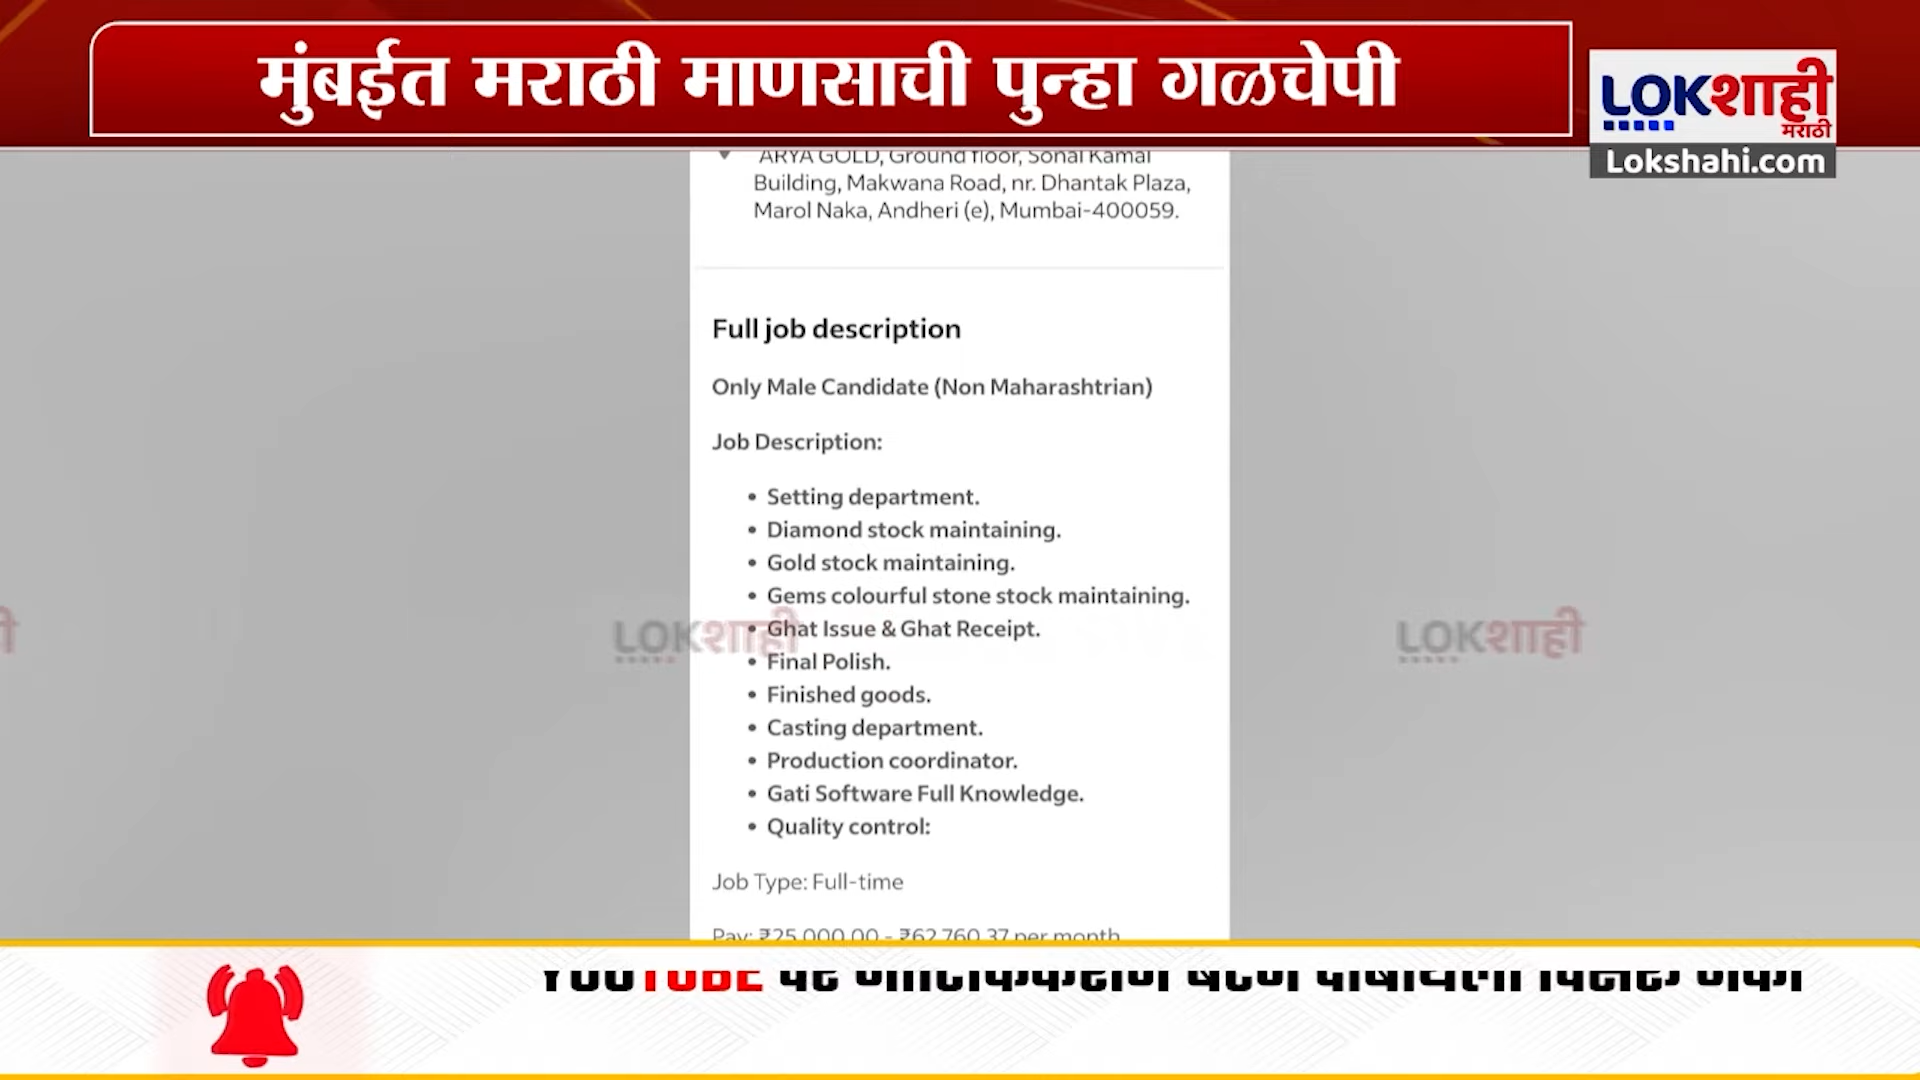 मुंबईत मराठी माणसाची पुन्हा गळचेपी
LOKशाही
मराठी
Lokshahi.com
ARYA GOLD, Ground floor, Sonal Kamal
Building, Makwana Road, nr. Dhantak Plaza,
Marol Naka, Andheri (e), Mumbai-400059.
Full job description
Only Male Candidate (Non Maharashtrian)
Job Description:
• Setting department.
• Diamond stock maintaining.
• Gold stock maintaining.
• Gems colourful stone stock maintaining.
• Ghat Issue & Ghat Receipt.
• Final Polish.
• Finished goods.
• Casting department.
• Production coordinator.
• Gati Software Full Knowledge.
• Quality control:
Job Type: Full-time
Pay: ₹25,000.00 - ₹62,760.37 per month
LOKशाही
LOKशाही
YOUTUBE